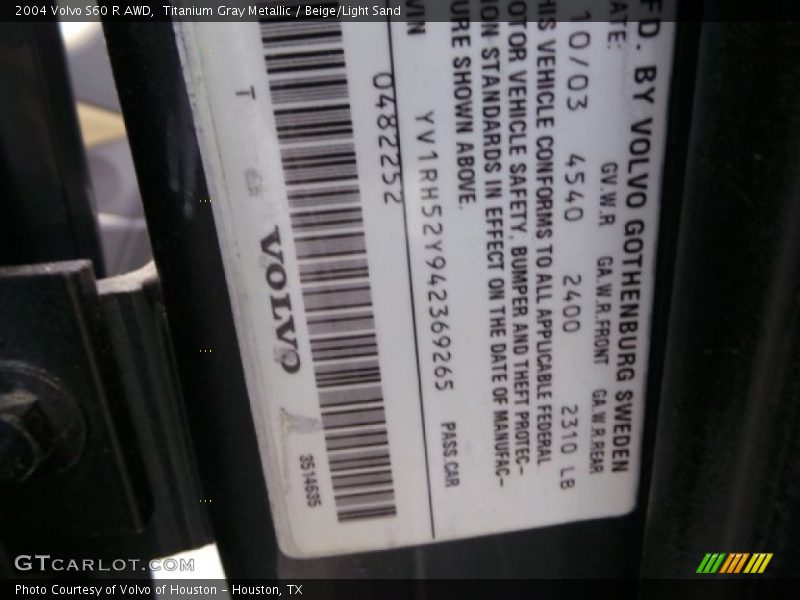 2004 Volvo S60 R AWD,  Titanium Gray Metallic / Beige/Light Sand
FD. BY VOLVO GOTHENBURG SWEDEN
ATE: GV.W.R GA.W.R.FRONT GA.W.R.REAR
10/03 4540 2400 2310 LB
HIS VEHICLE CONFORMS TO ALL APPLICABLE FEDERAL
OTOR VEHICLE SAFETY, BUMPER AND THEFT PROTEC-
ON STANDARDS IN EFFECT ON THE DATE OF MANUFAC-
URE SHOWN ABOVE.
VIN YV1RH52Y942369265 PASS.CAR
0482252
T VOLVO 3514635
GTCARLOT.COM
Photo Courtesy of Volvo of Houston – Houston, TX